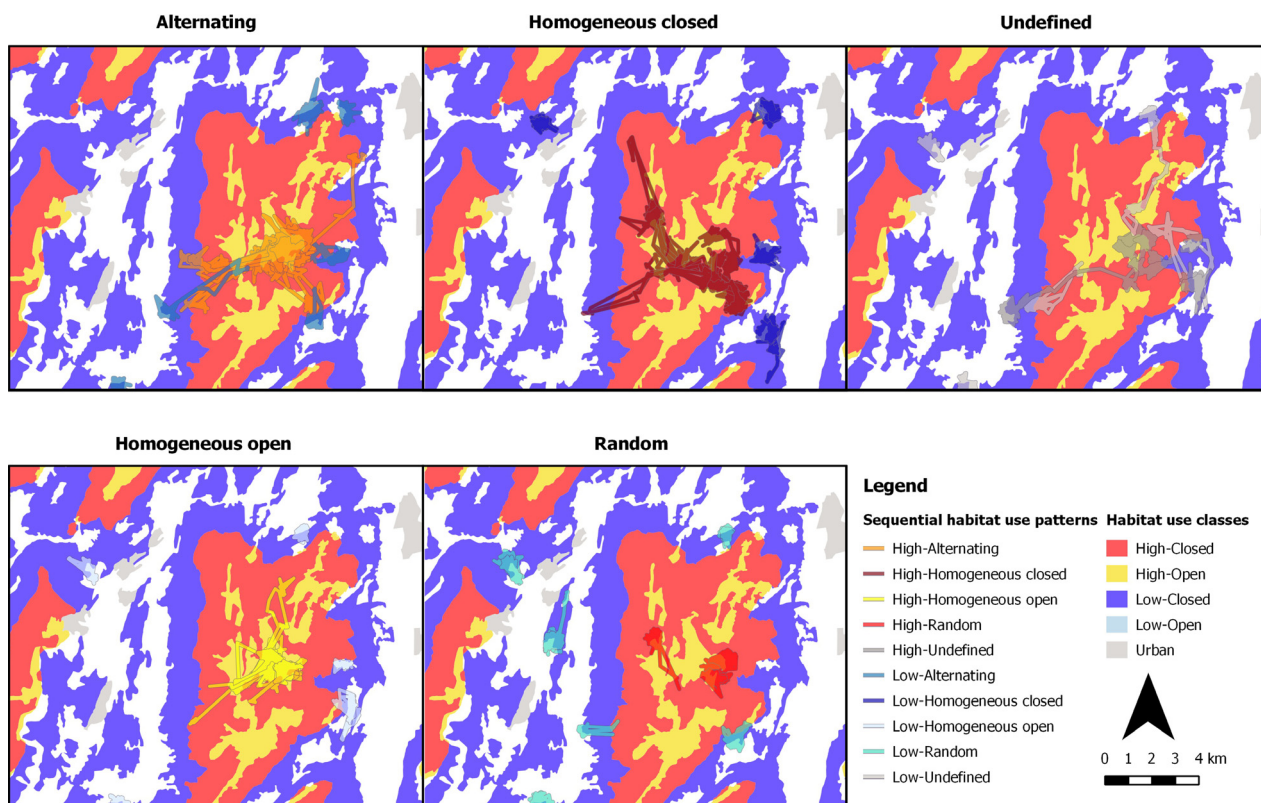 Alternating
Homogeneous closed
Undefined
Homogeneous open
Random
Legend
Sequential habitat use patterns
High-Alternating
High-Homogeneous closed
High-Homogeneous open
High-Random
High-Undefined
Low-Alternating
Low-Homogeneous closed
Low-Homogeneous open
Low-Random
Low-Undefined
Habitat use classes
High-Closed
High-Open
Low-Closed
Low-Open
Urban
0 1 2 3 4 km